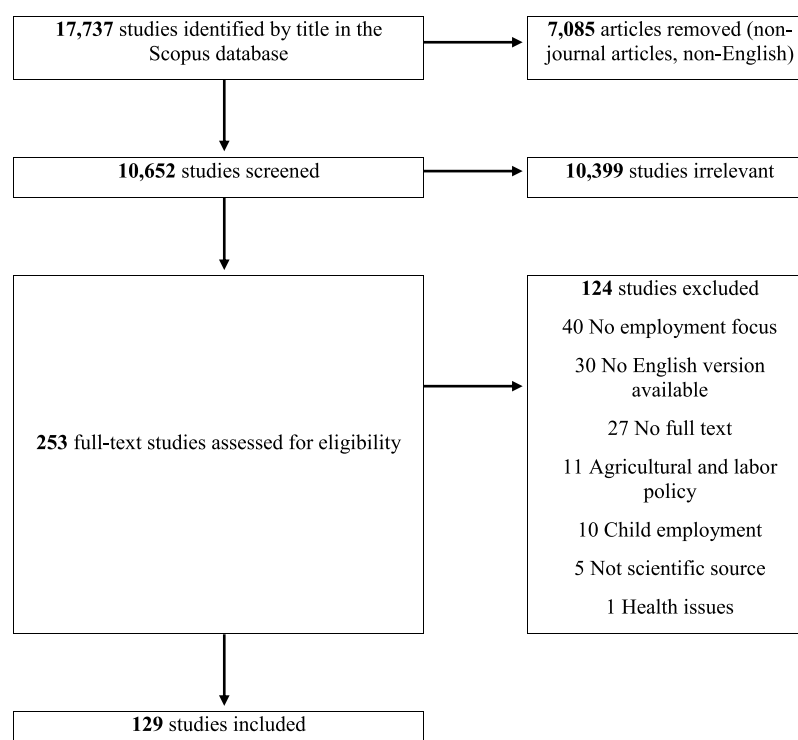 17,737 studies identified by title in the
Scopus database
7,085 articles removed (non-
journal articles, non-English)
10,652 studies screened
10,399 studies irrelevant
253 full-text studies assessed for eligibility
124 studies excluded
40 No employment focus
30 No English version
available
27 No full text
11 Agricultural and labor
policy
10 Child employment
5 Not scientific source
1 Health issues
129 studies included